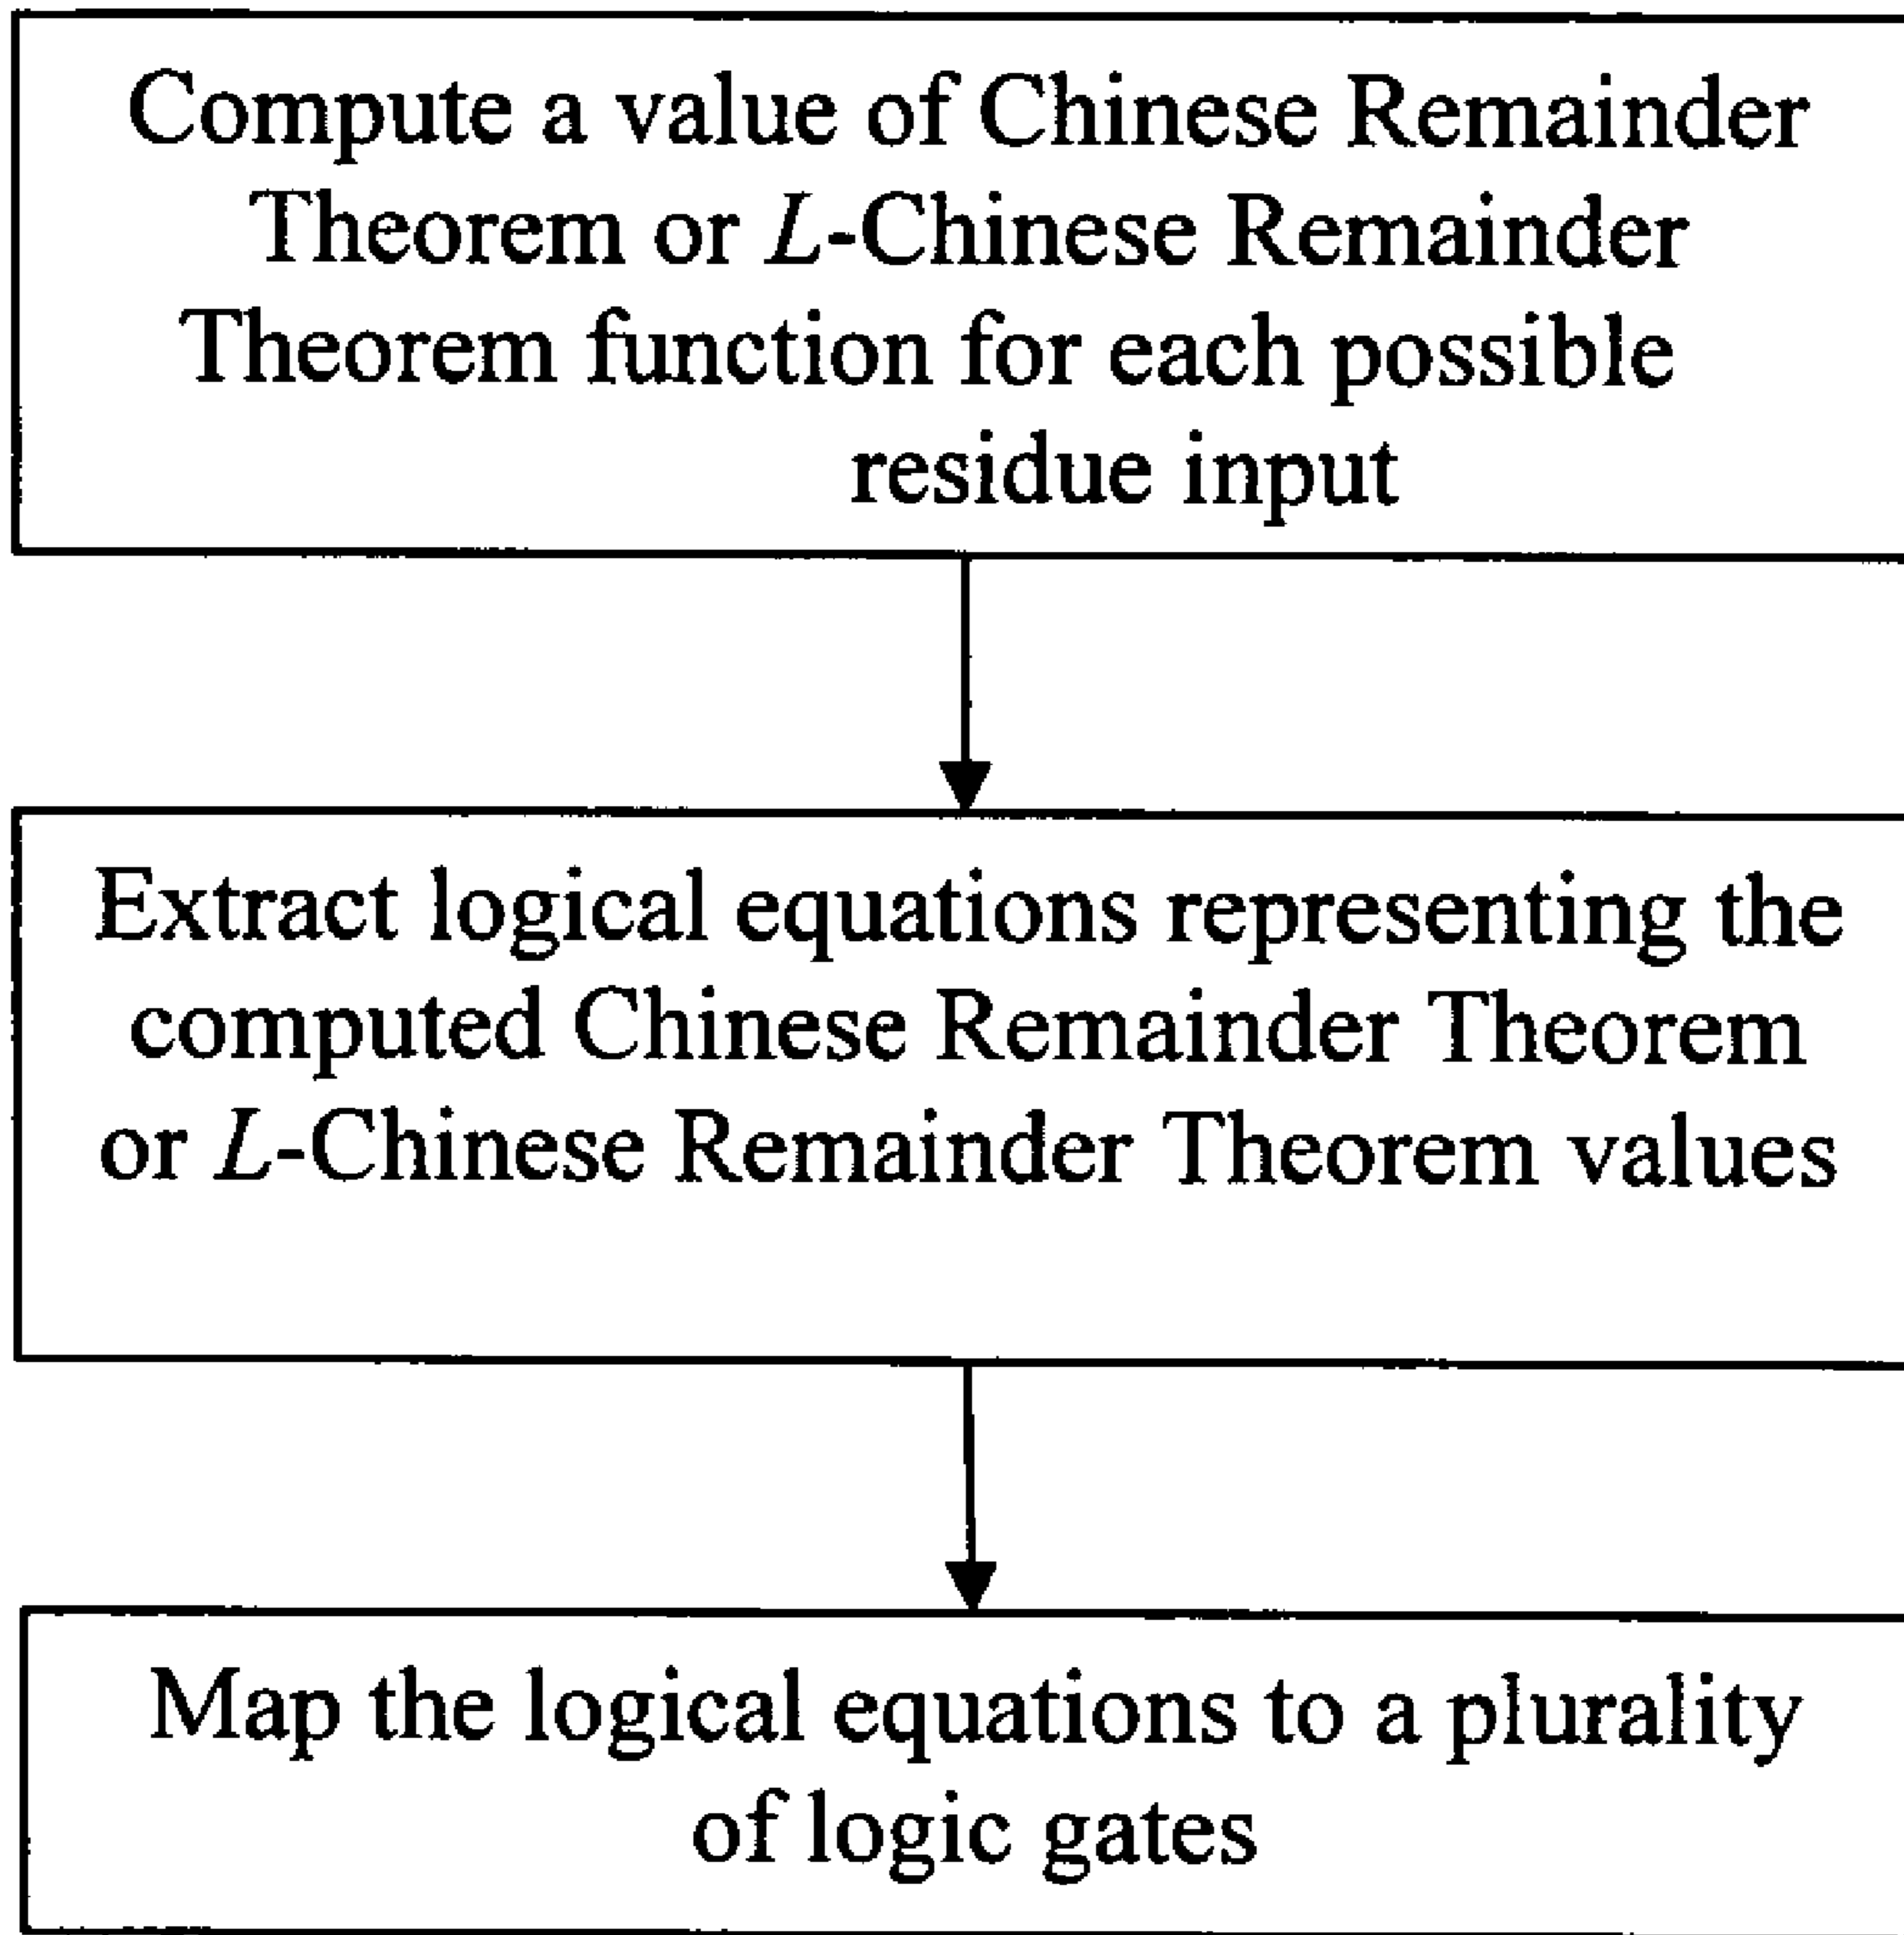 Compute a value of Chinese Remainder
Theorem or L-Chinese Remainder
Theorem function for each possible
residue input
Extract logical equations representing the
computed Chinese Remainder Theorem
or L-Chinese Remainder Theorem values
Map the logical equations to a plurality
of logic gates